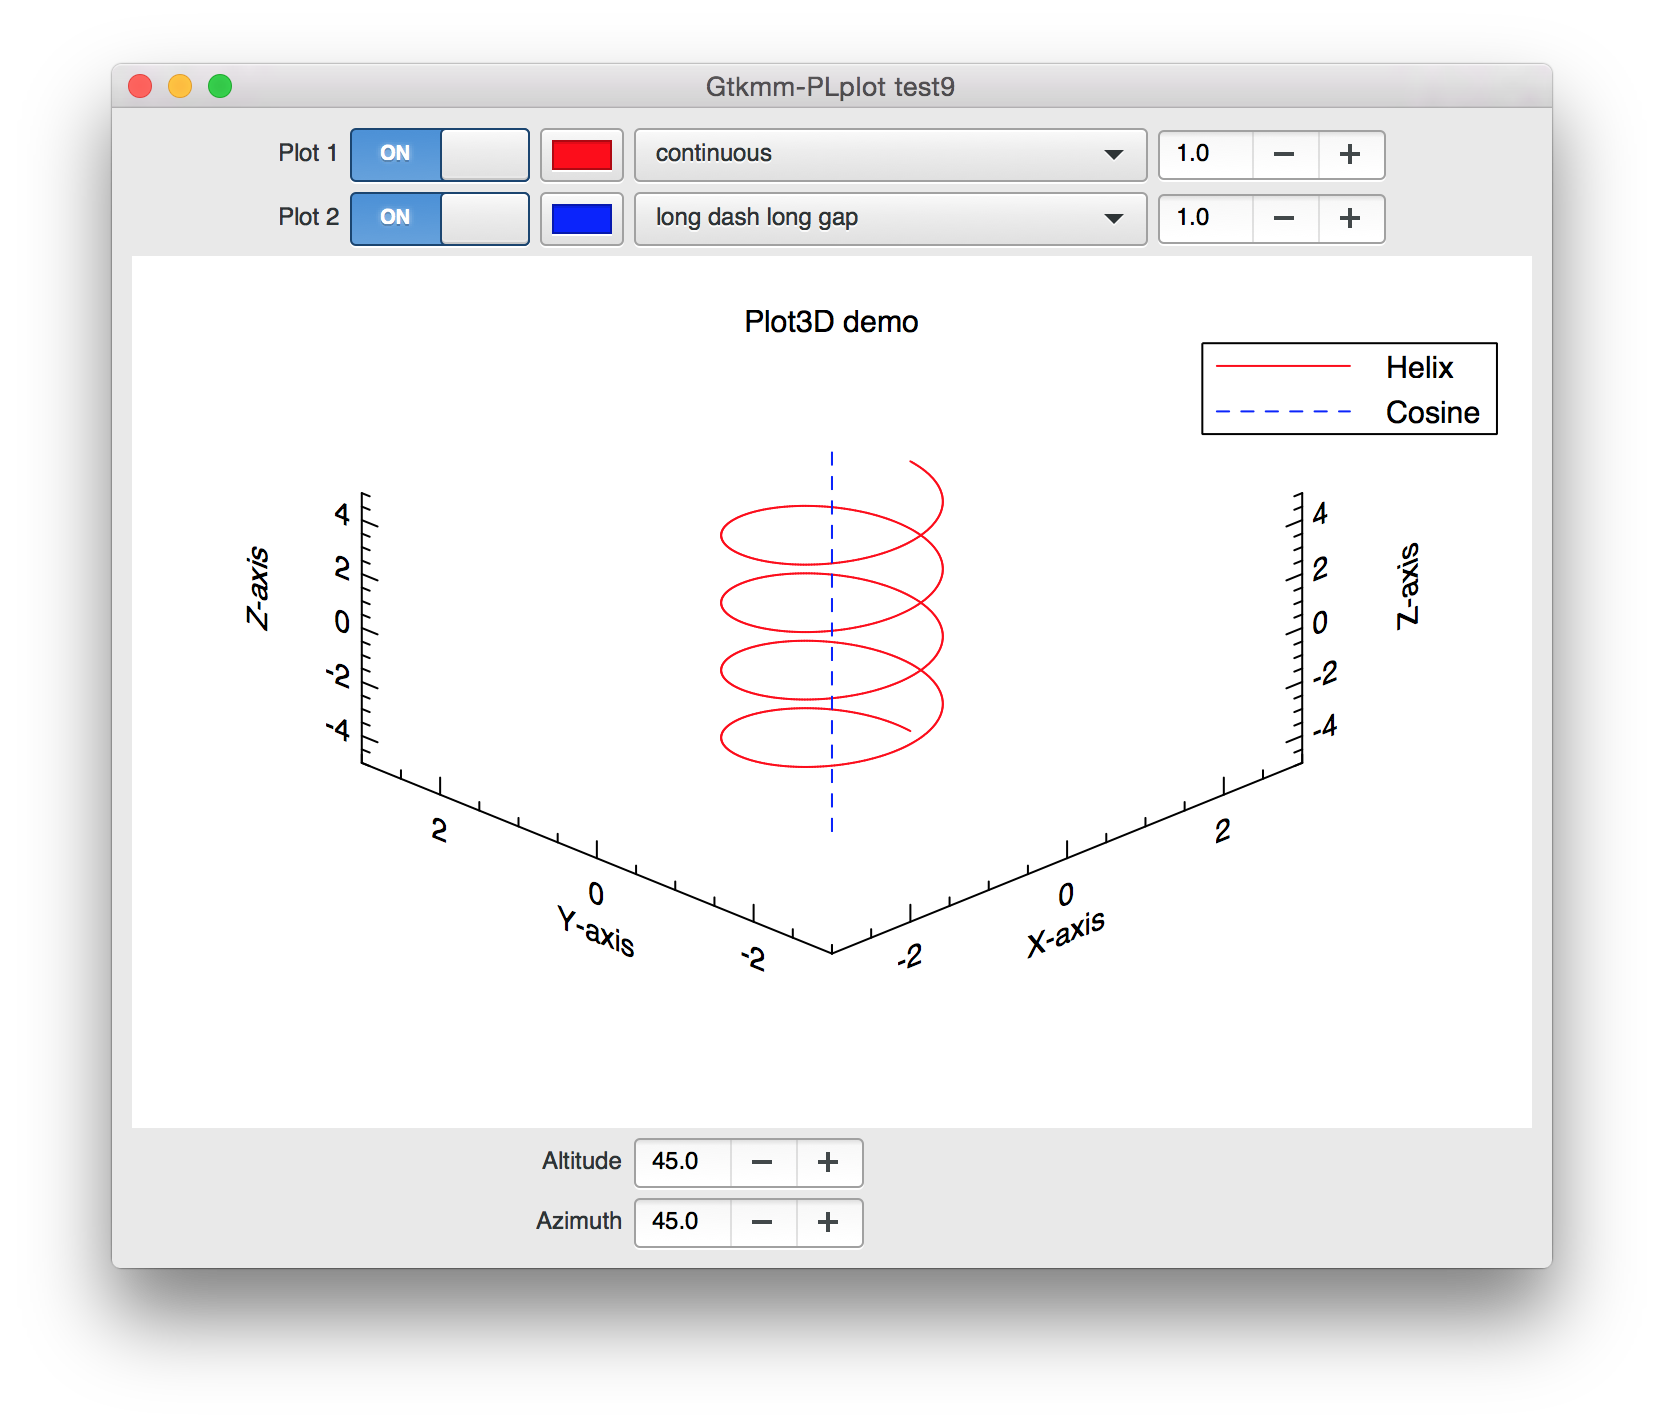 Gtkmm-PLplot test9
Plot 1 ON continuous 1.0 − +
Plot 2 ON long dash long gap 1.0 − +
Plot3D demo
Helix
Cosine
Z-axis
4
2
0
-2
-4
4
2
0
-2
-4
Z-axis
2
0
-2
Y-axis
-2
0
2
X-axis
Altitude 45.0 − +
Azimuth 45.0 − +